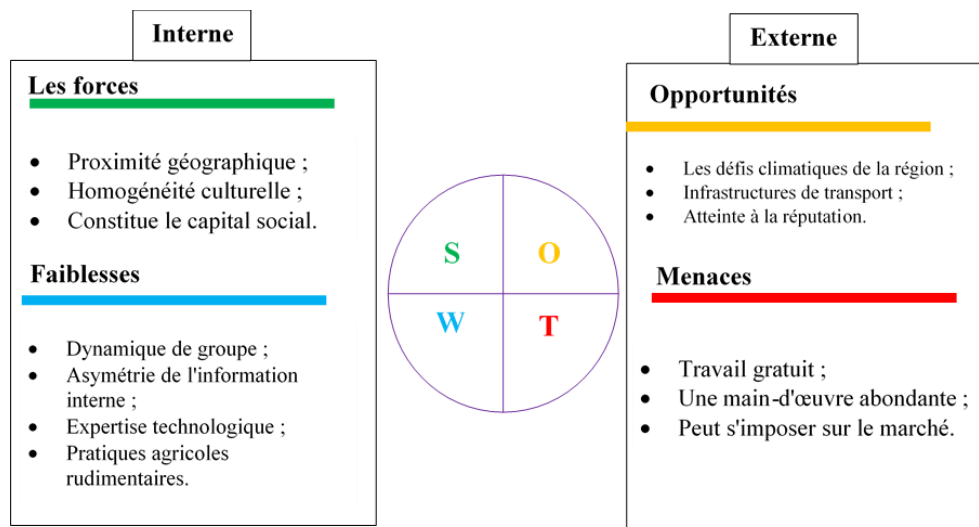 Interne
Les forces
• Proximité géographique ;
• Homogénéité culturelle ;
• Constitue le capital social.
Faiblesses
• Dynamique de groupe ;
• Asymétrie de l'information
interne ;
• Expertise technologique ;
• Pratiques agricoles
rudimentaires.
S
O
W
T
Externe
Opportunités
• Les défis climatiques de la région ;
• Infrastructures de transport ;
• Atteinte à la réputation.
Menaces
• Travail gratuit ;
• Une main-d'œuvre abondante ;
• Peut s'imposer sur le marché.